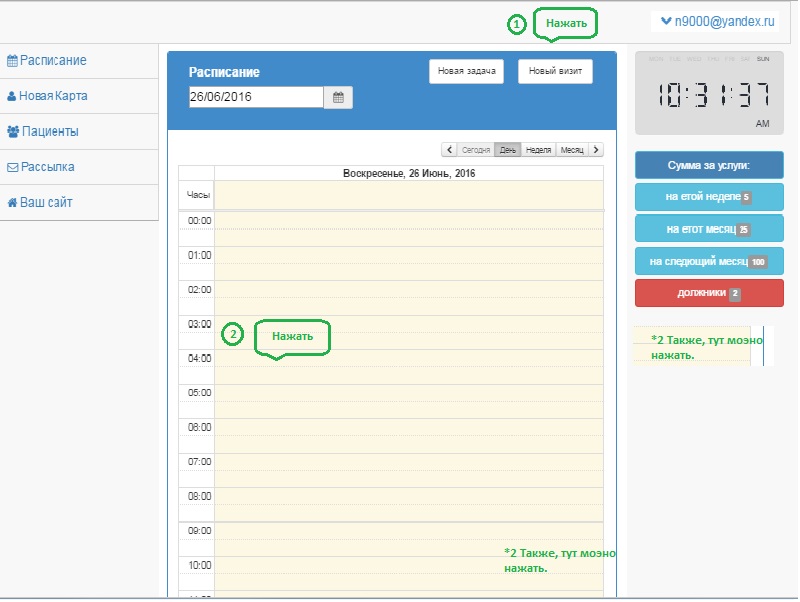 1 Нажать
n9000@yandex.ru
Расписание
Новая Карта
Пациенты
Рассылка
Ваш сайт
Расписание
26/06/2016
Новая задача
Новый визит
MON TUE WED THU FRI SAT SUN
10:31:37
AM
Сегодня День Неделя Месяц
Воскресенье, 26 Июнь, 2016
Часы
00:00
01:00
02:00
03:00
2 Нажать
04:00
05:00
06:00
07:00
08:00
09:00
10:00
*2 Также, тут моэно
нажать.
Сумма за услуги:
на етой неделе 5
на етот месяц 25
на следющий месяц 100
должники 2
*2 Также, тут моэно
нажать.